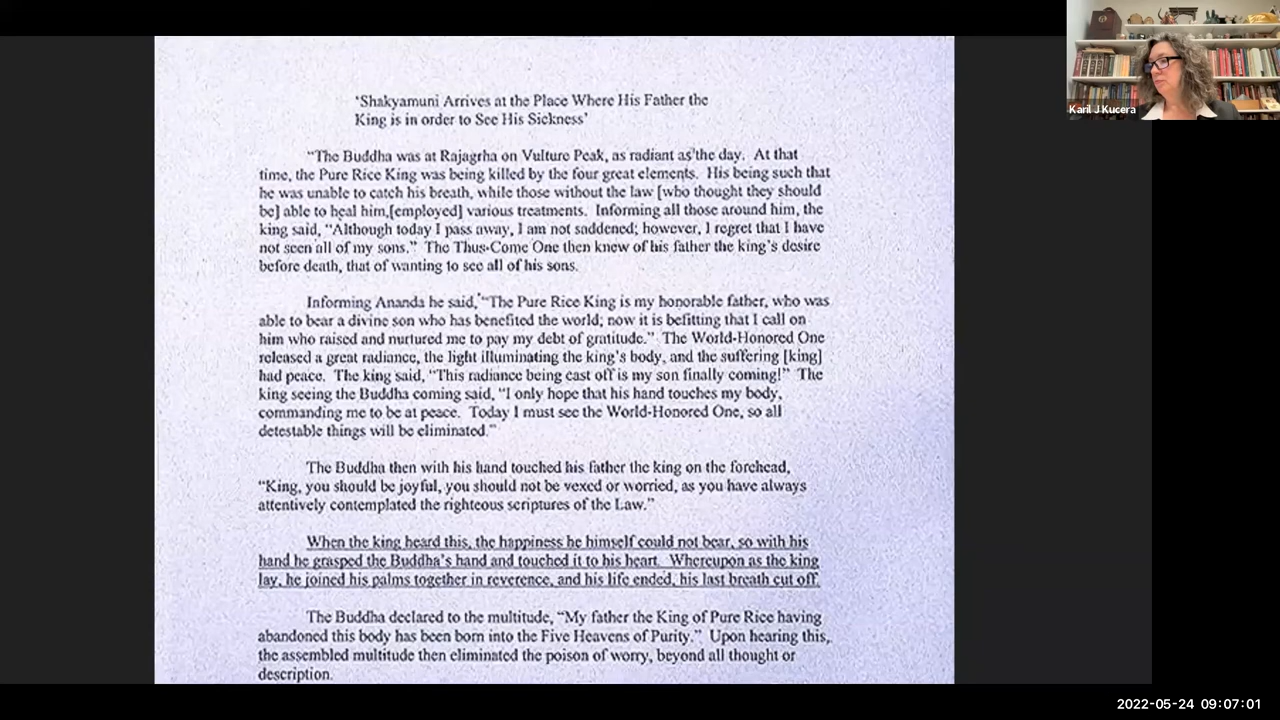 ‘Shakyamuni Arrives at the Place Where His Father the
King is in order to See His Sickness’
“The Buddha was at Rajagrha on Vulture Peak, as radiant as the day. At that
time, the Pure Rice King was being killed by the four great elements. His being such that
he was unable to catch his breath, while those without the law [who thought they should
be] able to heal him,[employed] various treatments. Informing all those around him, the
king said, “Although today I pass away, I am not saddened; however, I regret that I have
not seen all of my sons.” The Thus-Come One then knew of his father the king’s desire
before death, that of wanting to see all of his sons.
Informing Ananda he said, “The Pure Rice King is my honorable father, who was
able to bear a divine son who has benefited the world; now it is befitting that I call on
him who raised and nurtured me to pay my debt of gratitude.” The World-Honored One
released a great radiance, the light illuminating the king’s body, and the suffering [king]
had peace. The king said, “This radiance being cast off is my son finally coming!” The
king seeing the Buddha coming said, “I only hope that his hand touches my body,
commanding me to be at peace. Today I must see the World-Honored One, so all
detestable things will be eliminated.”
The Buddha then with his hand touched his father the king on the forehead,
“King, you should be joyful, you should not be vexed or worried, as you have always
attentively contemplated the righteous scriptures of the Law.”
When the king heard this, the happiness he himself could not bear, so with his
hand he grasped the Buddha’s hand and touched it to his heart. Whereupon as the king
lay, he joined his palms together in reverence, and his life ended, his last breath cut off.
The Buddha declared to the multitude, “My father the King of Pure Rice having
abandoned this body has been born into the Five Heavens of Purity.” Upon hearing this,
the assembled multitude then eliminated the poison of worry, beyond all thought or
description.
Karil J Kucera
2022-05-24 09:07:01